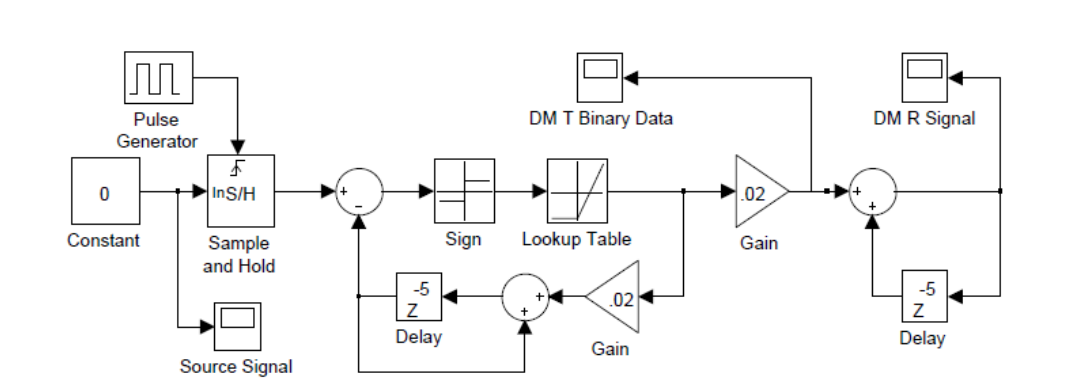 DM T Binary Data
DM R Signal
Pulse
Generator
0
Constant
InS/H
Sample
and Hold
+
-
Sign
Lookup Table
.02
Gain
+
+
-5
Z
Delay
+
+
.02
Gain
-5
Z
Delay
Source Signal